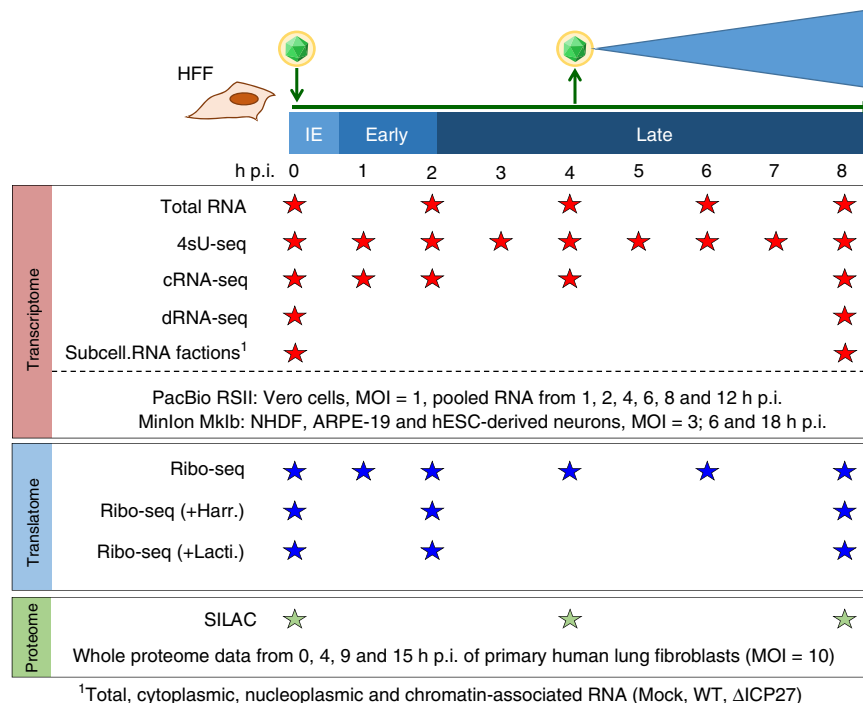 HFF
IE Early Late
h p.i. 0 1 2 3 4 5 6 7 8
Transcriptome
Total RNA
4sU-seq
cRNA-seq
dRNA-seq
Subcell.RNA factions¹
PacBio RSII: Vero cells, MOI = 1, pooled RNA from 1, 2, 4, 6, 8 and 12 h p.i.
MinIon MkIb: NHDF, ARPE-19 and hESC-derived neurons, MOI = 3; 6 and 18 h p.i.
Translatome
Ribo-seq
Ribo-seq (+Harr.)
Ribo-seq (+Lacti.)
Proteome
SILAC
Whole proteome data from 0, 4, 9 and 15 h p.i. of primary human lung fibroblasts (MOI = 10)
¹Total, cytoplasmic, nucleoplasmic and chromatin-associated RNA (Mock, WT, ΔICP27)